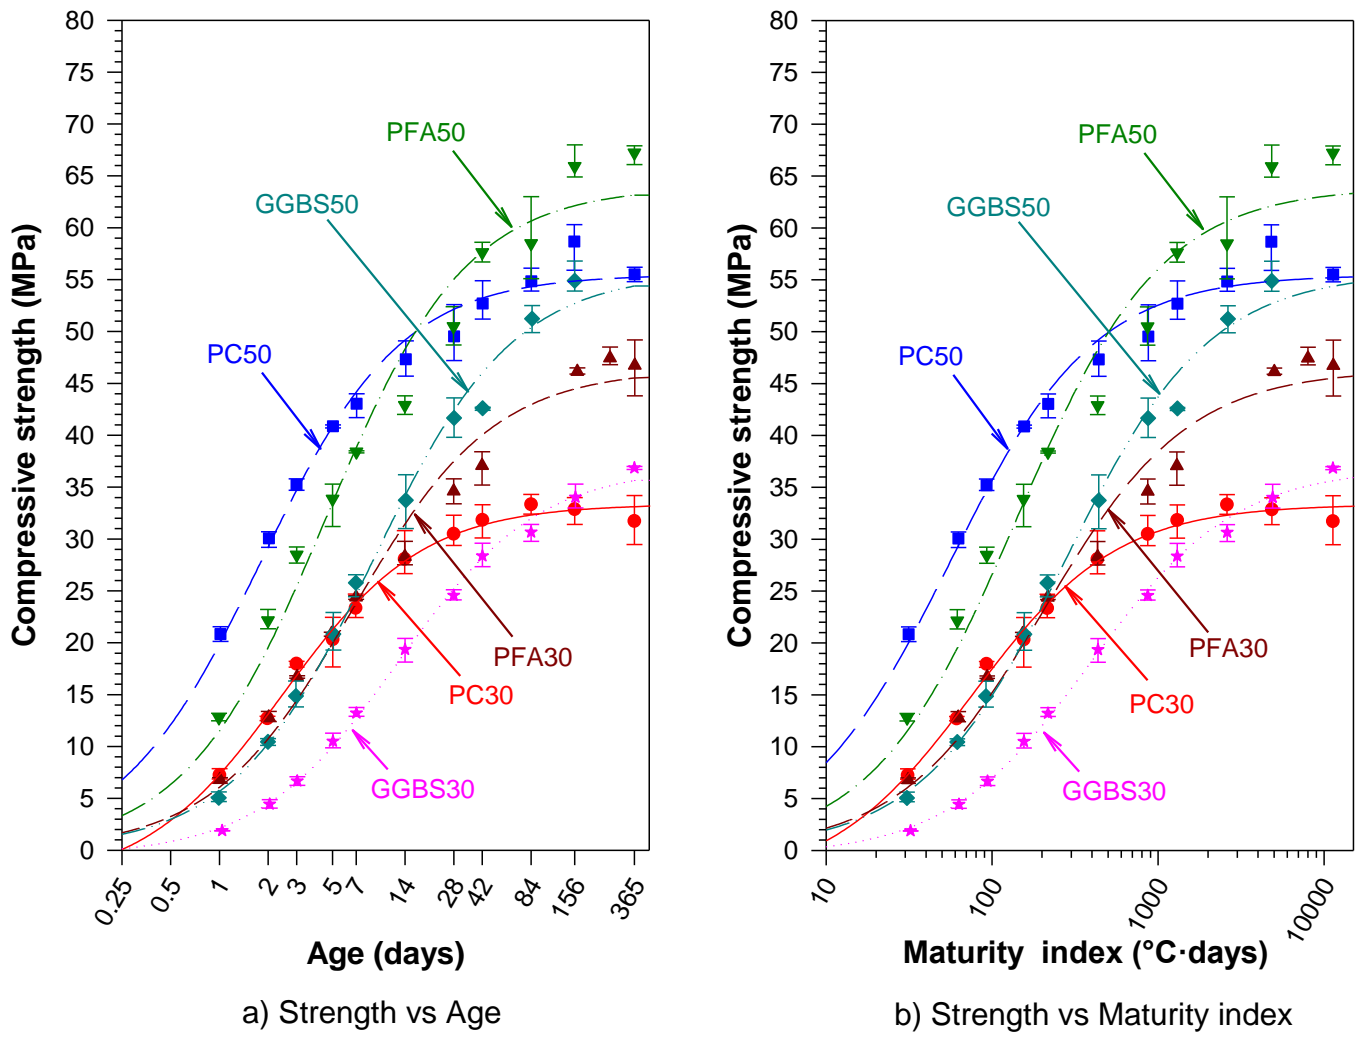 80
75
70
65
60
55
50
45
40
35
30
25
20
15
10
5
0
Compressive strength (MPa)
PFA50
GGBS50
PC50
PFA30
PC30
GGBS30
0.25 0.5 1 2 3 5 7 14 28 42 84 156 365
Age (days)
a) Strength vs Age
80
75
70
65
60
55
50
45
40
35
30
25
20
15
10
5
0
Compressive strength (MPa)
PFA50
GGBS50
PC50
PFA30
PC30
GGBS30
10 100 1000 10000
Maturity index (°C·days)
b) Strength vs Maturity index